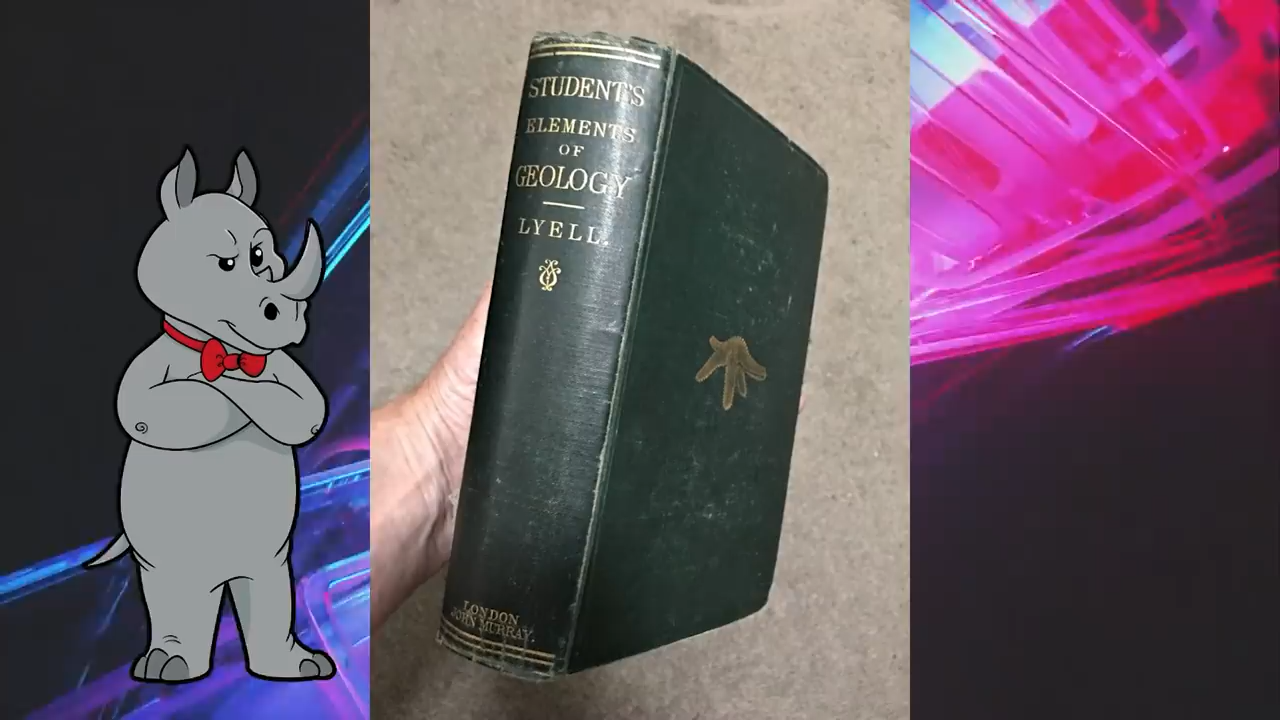 STUDENT'S
ELEMENTS
OF
GEOLOGY
LYELL.
LONDON
JOHN MURRAY.